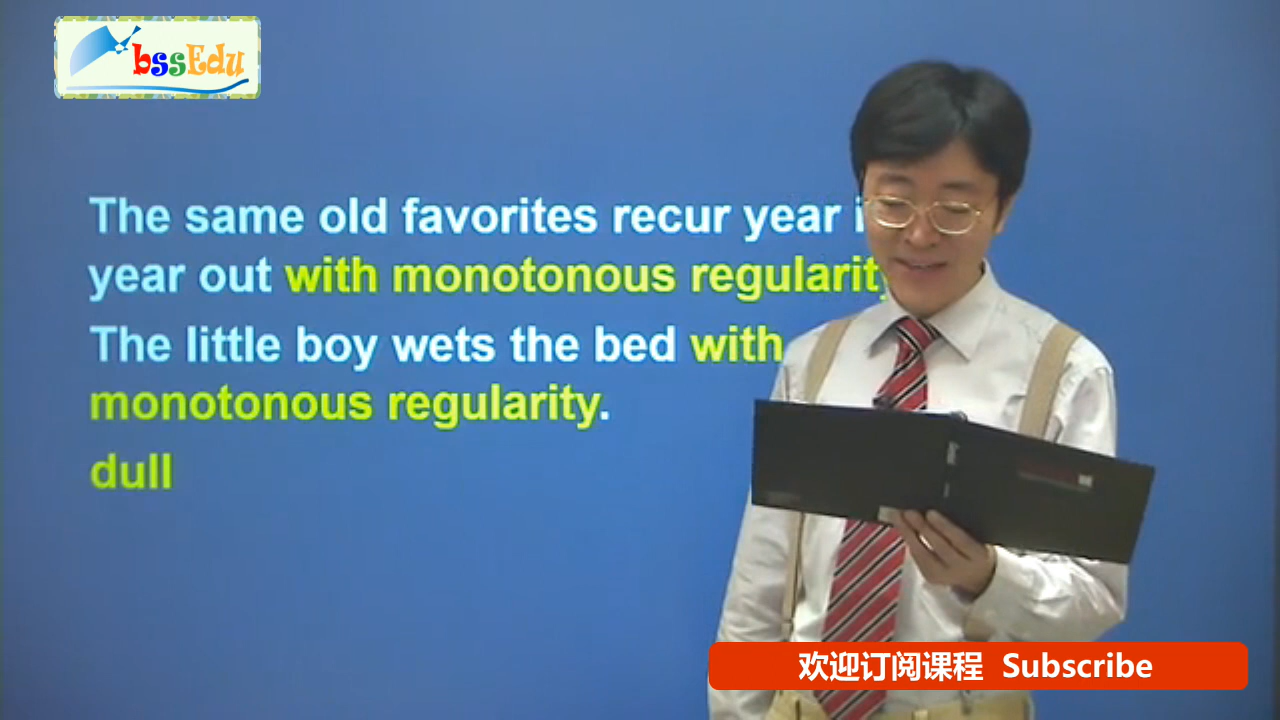 bssEdu
The same old favorites recur year
year out with monotonous regularity
The little boy wets the bed with
monotonous regularity.
dull
欢迎订阅课程 Subscribe